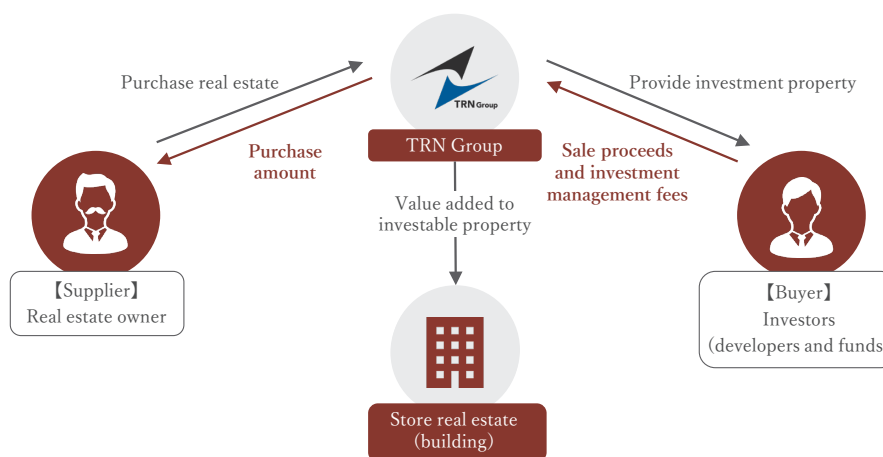 Purchase real estate
Purchase
amount
TRN Group
TRN Group
Provide investment property
Sale proceeds
and investment
management fees
Value added to
investable property
【Supplier】
Real estate owner
【Buyer】
Investors
(developers and funds
Store real estate
(building)